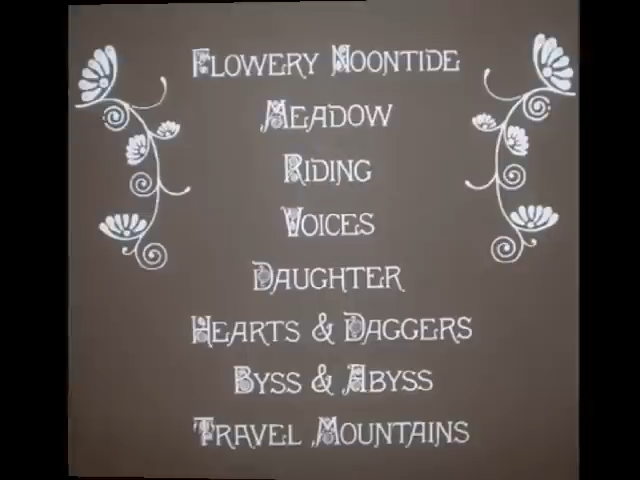 Flowery Noontide
Meadow
Riding
Voices
Daughter
Hearts & Daggers
Byss & Abyss
Travel Mountains